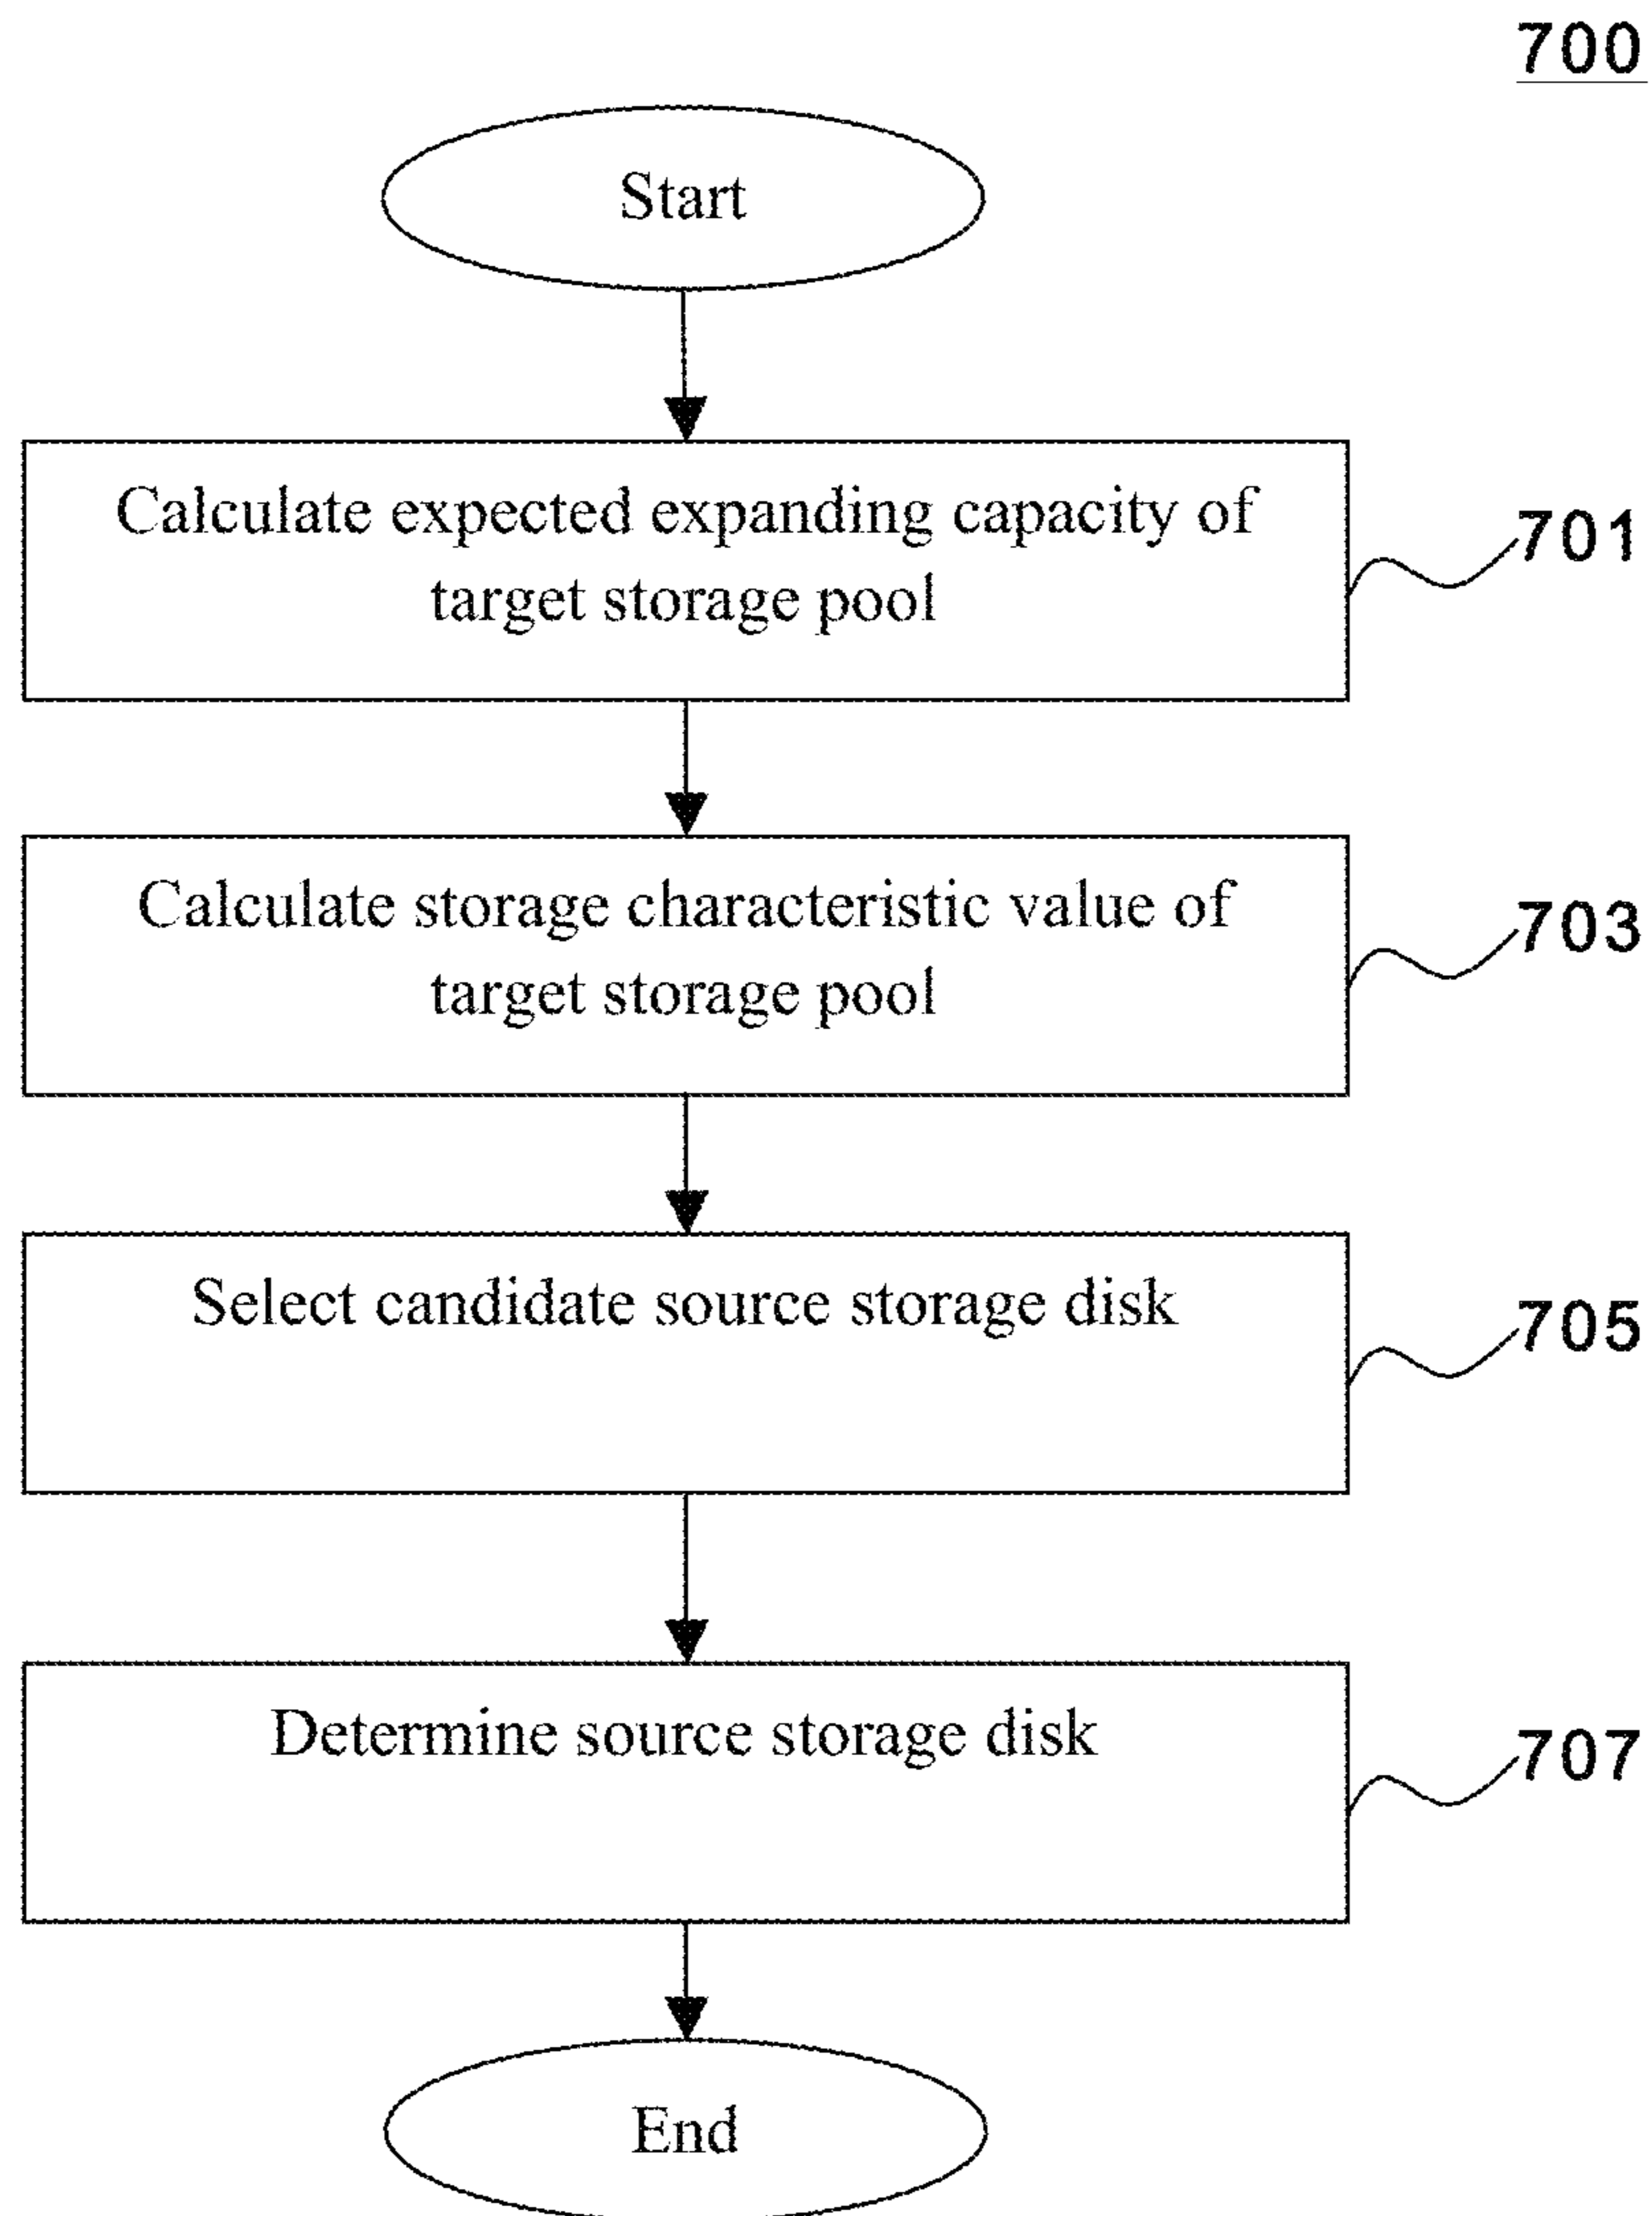 700
Start
Calculate expected expanding capacity of
target storage pool
701
Calculate storage characteristic value of
target storage pool
703
Select candidate source storage disk
705
Determine source storage disk
707
End